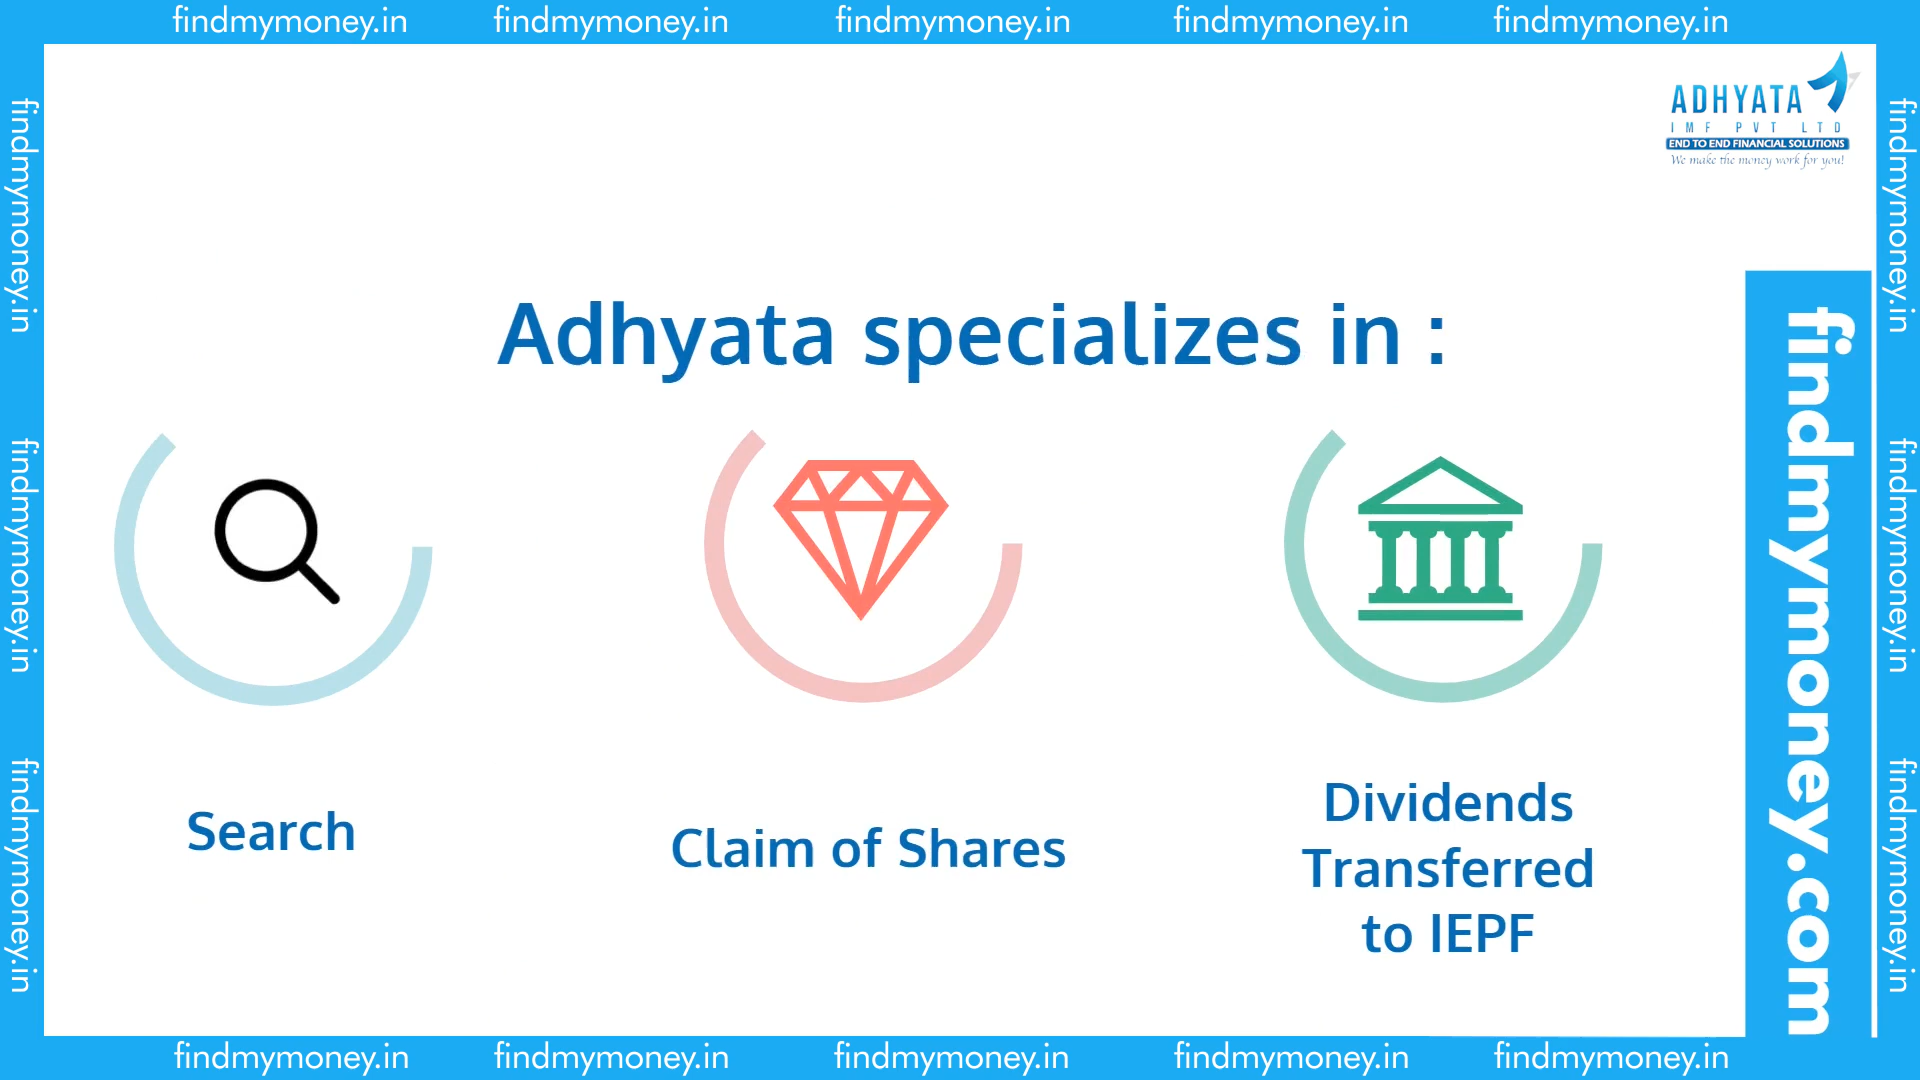 findmymoney.in findmymoney.in findmymoney.in findmymoney.in findmymoney.in
ADHYATA
IMF PVT LTD
END TO END FINANCIAL SOLUTIONS
We make the money work for you!
findmymoney.in
findmymoney.in
findmymoney.in
Adhyata specializes in :
Search
Claim of Shares
Dividends
Transferred
to IEPF
findmymoney.com
findmymoney.in
findmymoney.in
findmymoney.in
findmymoney.in findmymoney.in findmymoney.in findmymoney.in findmymoney.in